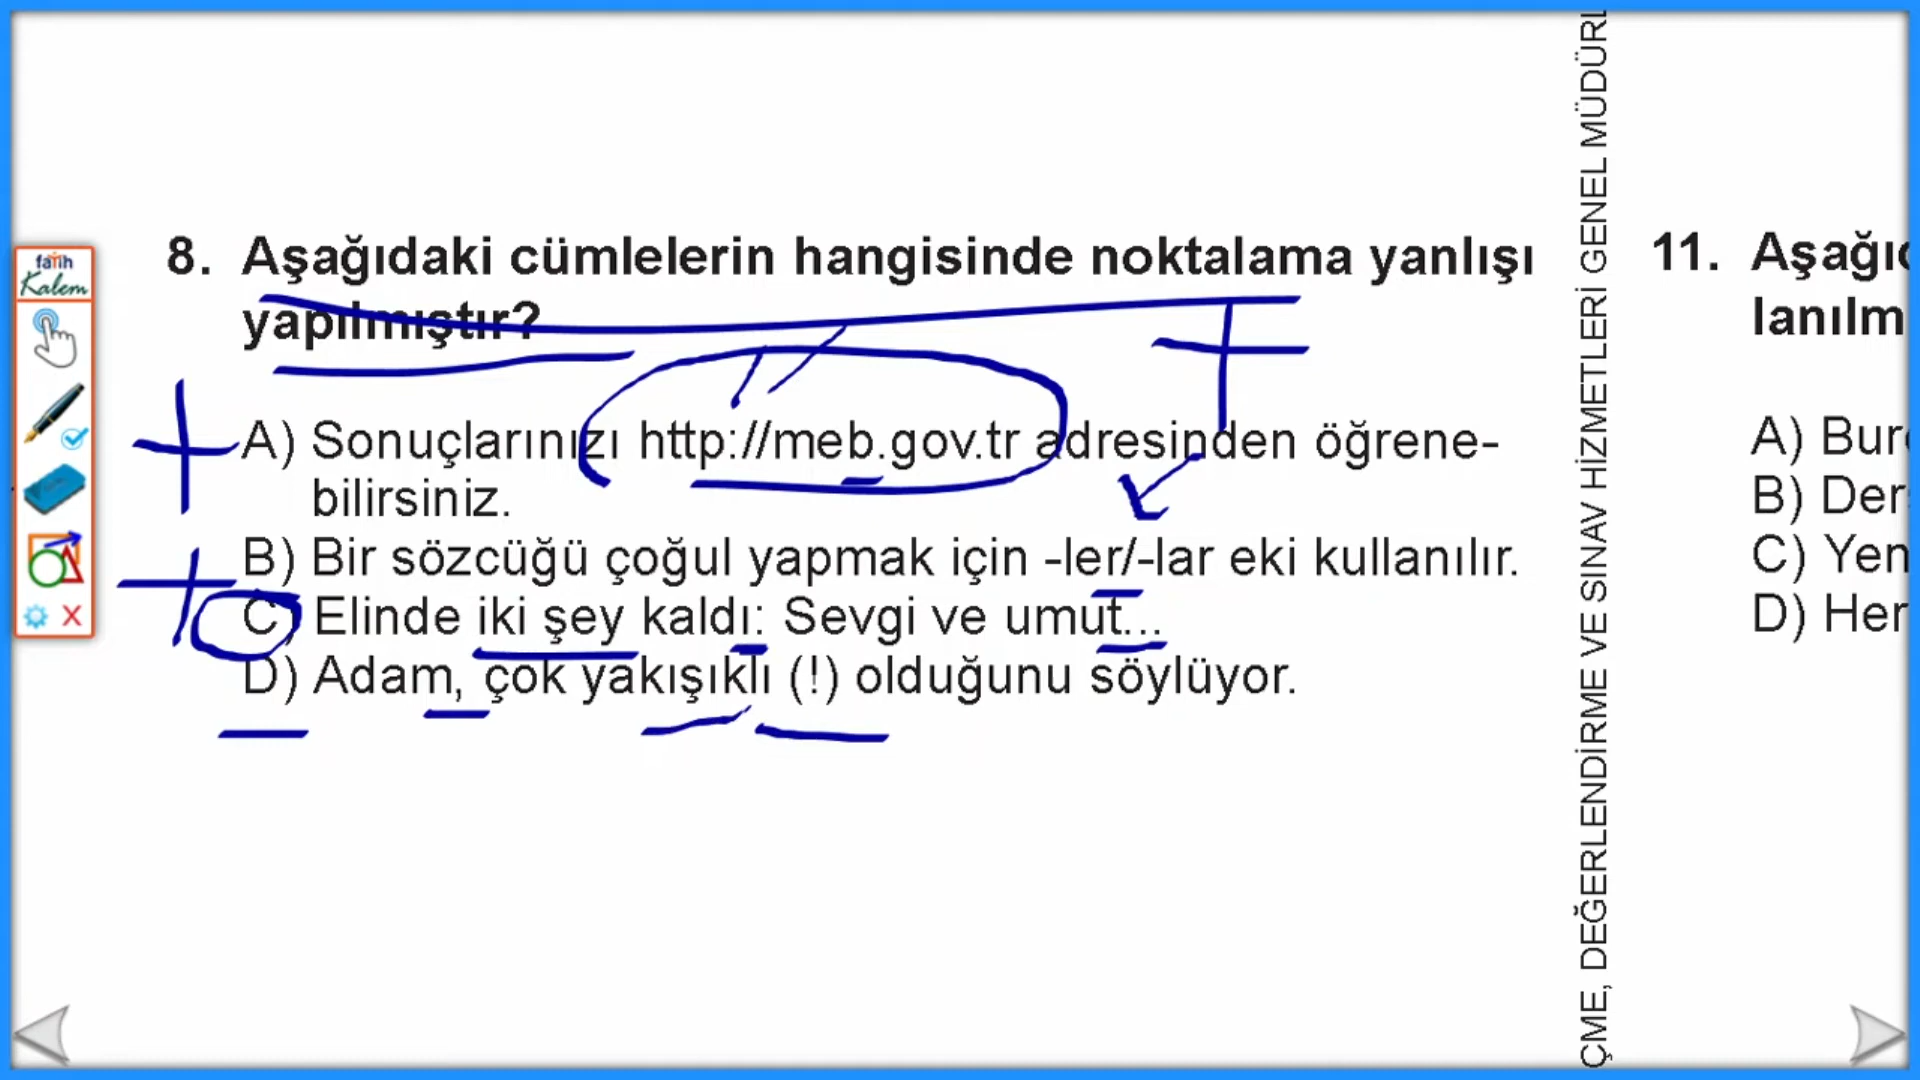 fatih
Kalem
8. Aşağıdaki cümlelerin hangisinde noktalama yanlışı
yapılmıştır?
A) Sonuçlarınızı http://meb.gov.tr adresinden öğrene-
bilirsiniz.
B) Bir sözcüğü çoğul yapmak için -ler/-lar eki kullanılır.
C) Elinde iki şey kaldı: Sevgi ve umut...
D) Adam, çok yakışıklı (!) olduğunu söylüyor.
ÇME, DEĞERLENDİRME VE SINAV HİZMETLERİ GENEL MÜDÜRL
11. Aşağıd
lanılm
A) Bur
B) Der
C) Yen
D) Her